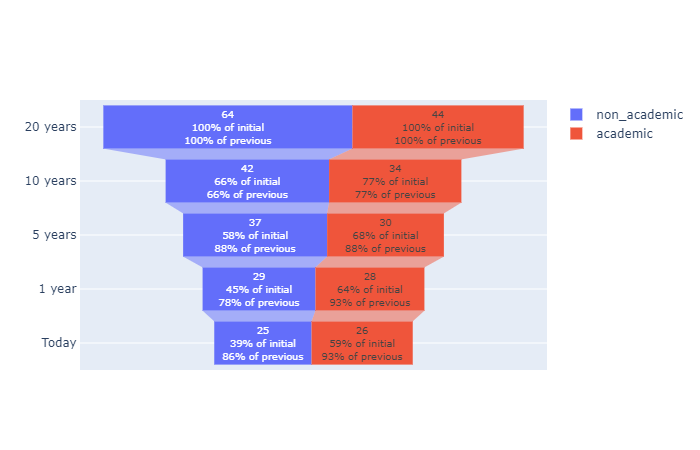 non_academic
academic
20 years
64
100% of initial
100% of previous
44
100% of initial
100% of previous
10 years
42
66% of initial
66% of previous
34
77% of initial
77% of previous
5 years
37
58% of initial
88% of previous
30
68% of initial
88% of previous
1 year
29
45% of initial
78% of previous
28
64% of initial
93% of previous
Today
25
39% of initial
86% of previous
26
59% of initial
93% of previous